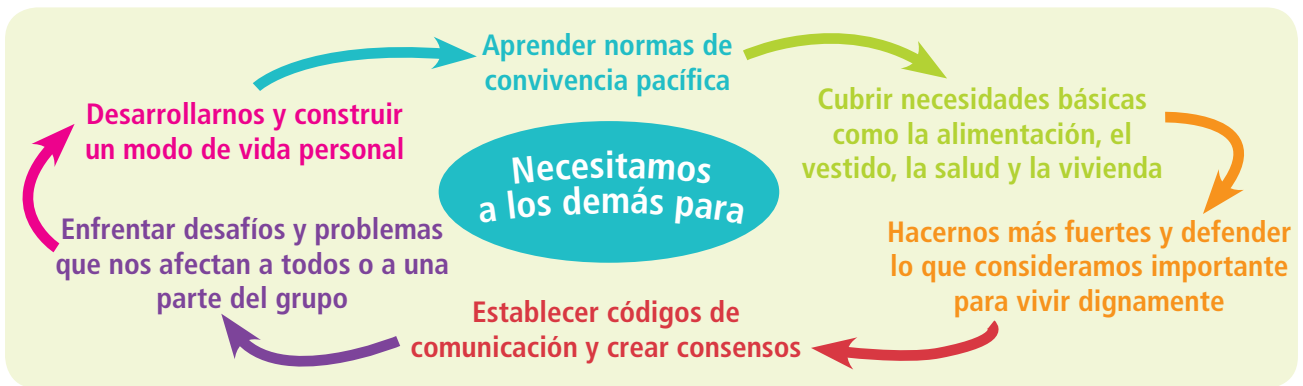 Necesitamos
a los demás para
Aprender normas de
convivencia pacífica
Cubrir necesidades básicas
como la alimentación, el
vestido, la salud y la vivienda
Hacernos más fuertes y defender
lo que consideramos importante
para vivir dignamente
Establecer códigos de
comunicación y crear consensos
Enfrentar desafíos y problemas
que nos afectan a todos o a una
parte del grupo
Desarrollarnos y construir
un modo de vida personal